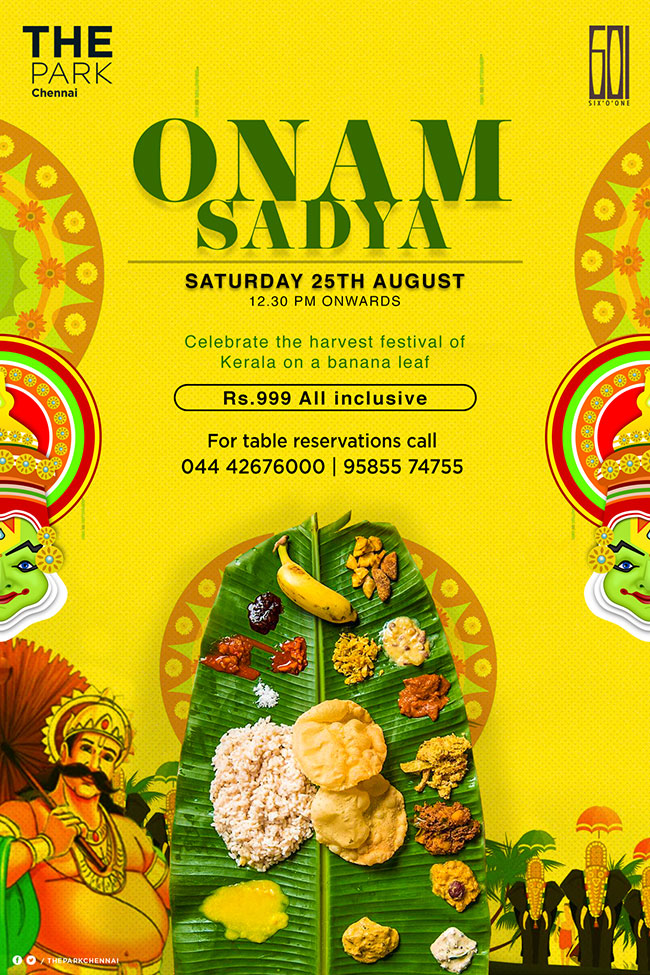 THE
PARK
Chennai
601
SIX'O'ONE
ONAM
SADYA
SATURDAY 25TH AUGUST
12.30 PM ONWARDS
Celebrate the harvest festival of
Kerala on a banana leaf
Rs.999 All inclusive
For table reservations call
044 42676000 | 95855 74755
/ THEPARKCHENNAI